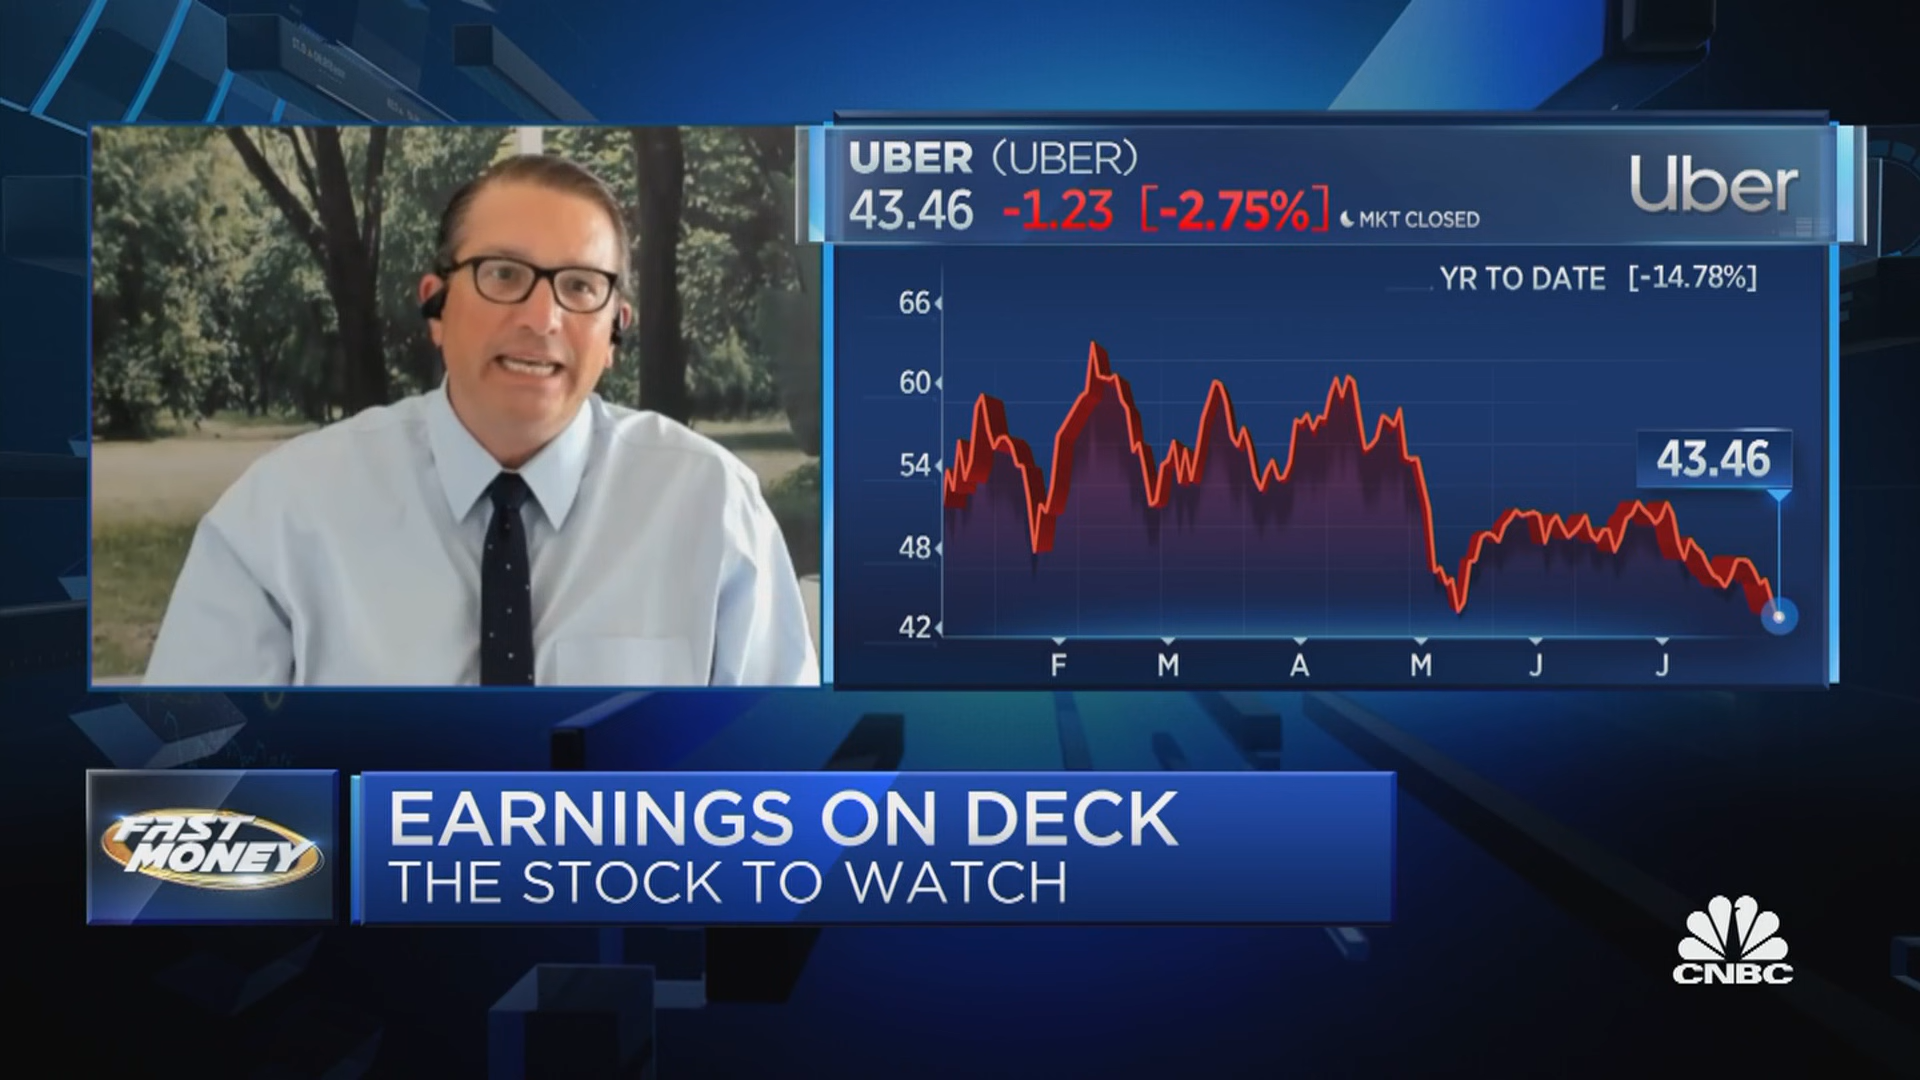 UBER (UBER)
43.46 -1.23 [-2.75%] MKT CLOSED
Uber
YR TO DATE [-14.78%]
66
60
54
48
42
43.46
F M A M J J
FAST
MONEY
EARNINGS ON DECK
THE STOCK TO WATCH
CNBC